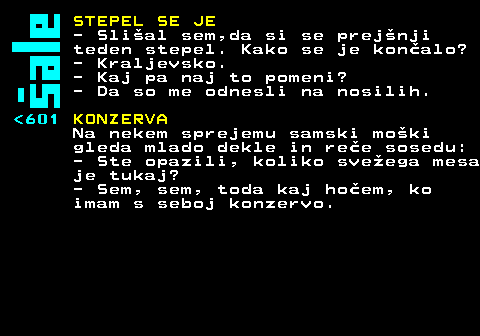 šale
STEPEL SE JE
- Slišal sem,da si se prejšnji
teden stepel. Kako se je končalo?
- Kraljevsko.
- Kaj pa naj to pomeni?
- Da so me odnesli na nosilih.
<601 KONZERVA
Na nekem sprejemu samski moški
gleda mlado dekle in reče sosedu:
- Ste opazili, koliko svežega mesa
je tukaj?
- Sem, sem, toda kaj hočem, ko
imam s seboj konzervo.